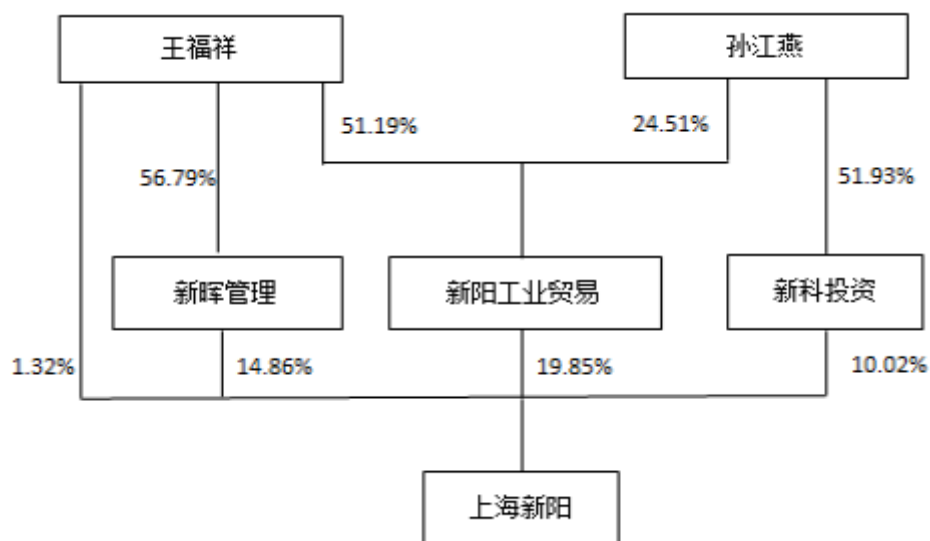 王福祥
孙江燕
51.19%
24.51%
56.79%
51.93%
新晖管理
新阳工业贸易
新科投资
1.32%
14.86%
19.85%
10.02%
上海新阳